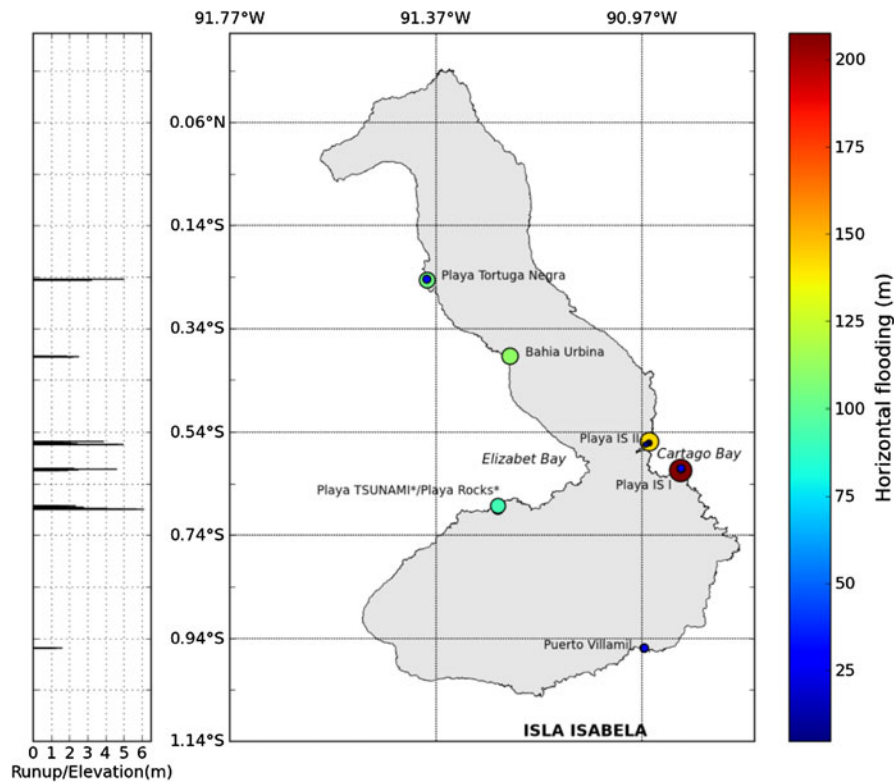 91.77°W 91.37°W 90.97°W
0.06°N
0.14°S
0.34°S
0.54°S
0.74°S
0.94°S
1.14°S
Playa Tortuga Negra
Bahia Urbina
Playa IS II
Cartago Bay
Elizabet Bay
Playa IS I
Playa TSUNAMI*/Playa Rocks*
Puerto Villamil
ISLA ISABELA
0 1 2 3 4 5 6
Runup/Elevation(m)
200
175
150
125
100
75
50
25
Horizontal flooding (m)